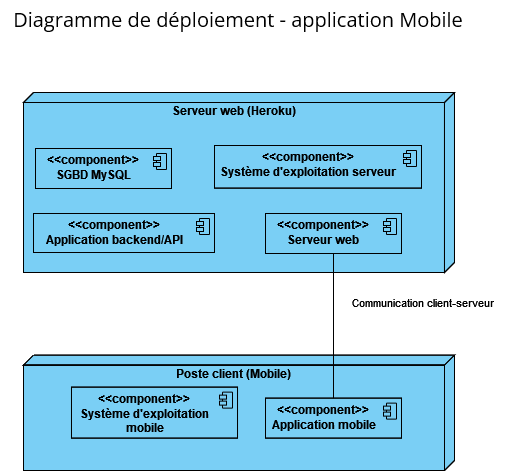 Diagramme de déploiement - application Mobile
Serveur web (Heroku)
<<component>>
SGBD MySQL
<<component>>
Système d'exploitation serveur
<<component>>
Application backend/API
<<component>>
Serveur web
Communication client-serveur
Poste client (Mobile)
<<component>>
Système d'exploitation
mobile
<<component>>
Application mobile